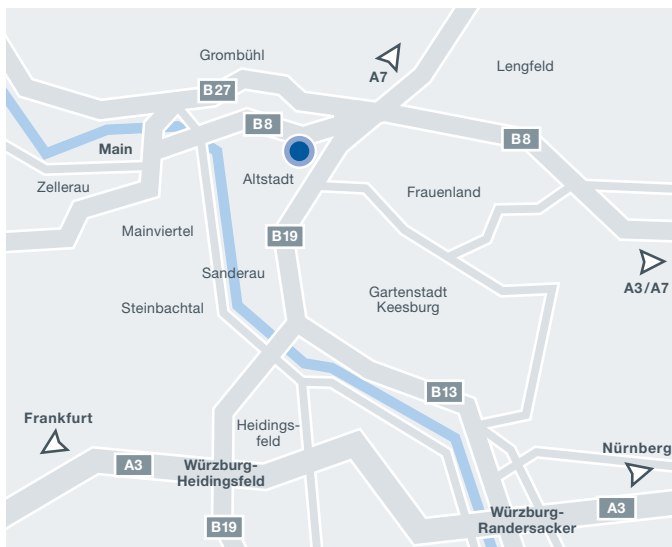 Grombühl
A7
Lengfeld
B27
B8
B8
Main
Altstadt
Zellerau
Frauenland
Mainviertel
B19
Sanderau
A3/A7
Steinbachtal
Gartenstadt
Keesburg
B13
Frankfurt
Heidings-
feld
Nürnberg
A3
Würzburg-
Heidingsfeld
Würzburg-
Randersacker
A3
B19